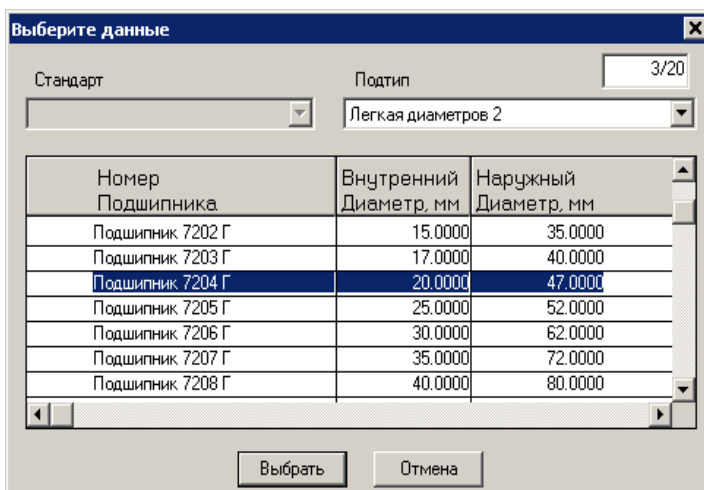 Выберите данные
3/20
Стандарт Подтип
Легкая диаметров 2
Номер Внутренний Наружный
Подшипника Диаметр, мм Диаметр, мм
Подшипник 7202 Г 15.0000 35.0000
Подшипник 7203 Г 17.0000 40.0000
Подшипник 7204 Г 20.0000 47.0000
Подшипник 7205 Г 25.0000 52.0000
Подшипник 7206 Г 30.0000 62.0000
Подшипник 7207 Г 35.0000 72.0000
Подшипник 7208 Г 40.0000 80.0000
Выбрать Отмена